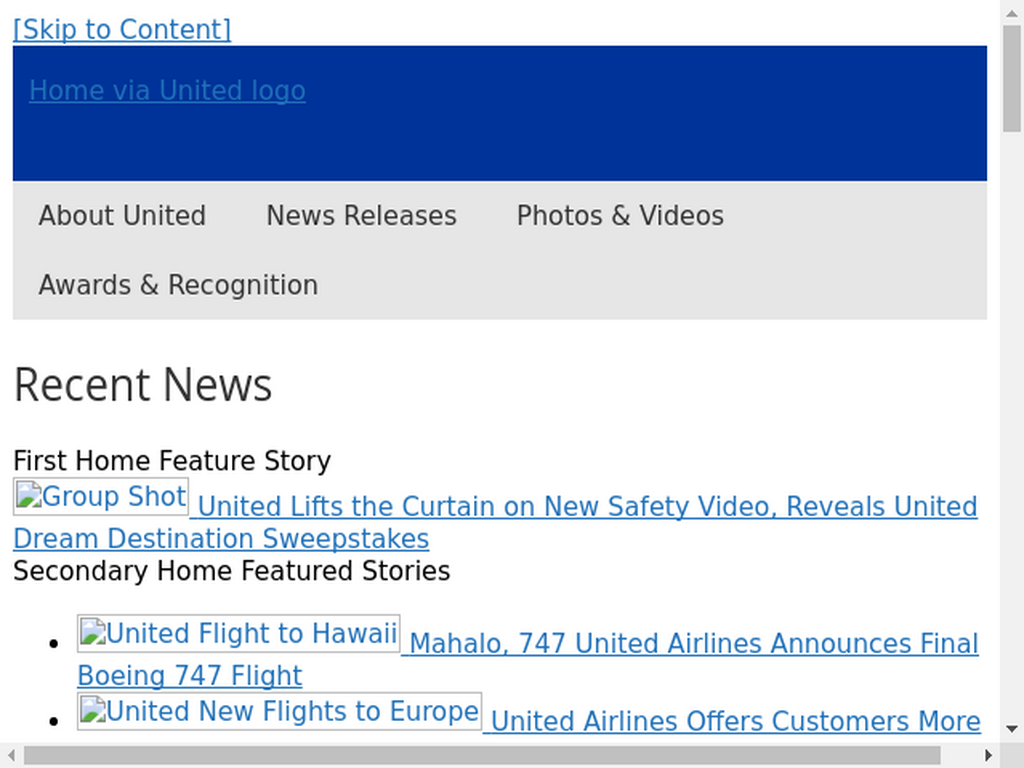 [Skip to Content]
Home via United logo
About United News Releases Photos & Videos
Awards & Recognition
Recent News
First Home Feature Story
Group Shot United Lifts the Curtain on New Safety Video, Reveals United
Dream Destination Sweepstakes
Secondary Home Featured Stories
United Flight to Hawaii Mahalo, 747 United Airlines Announces Final
Boeing 747 Flight
United New Flights to Europe United Airlines Offers Customers More